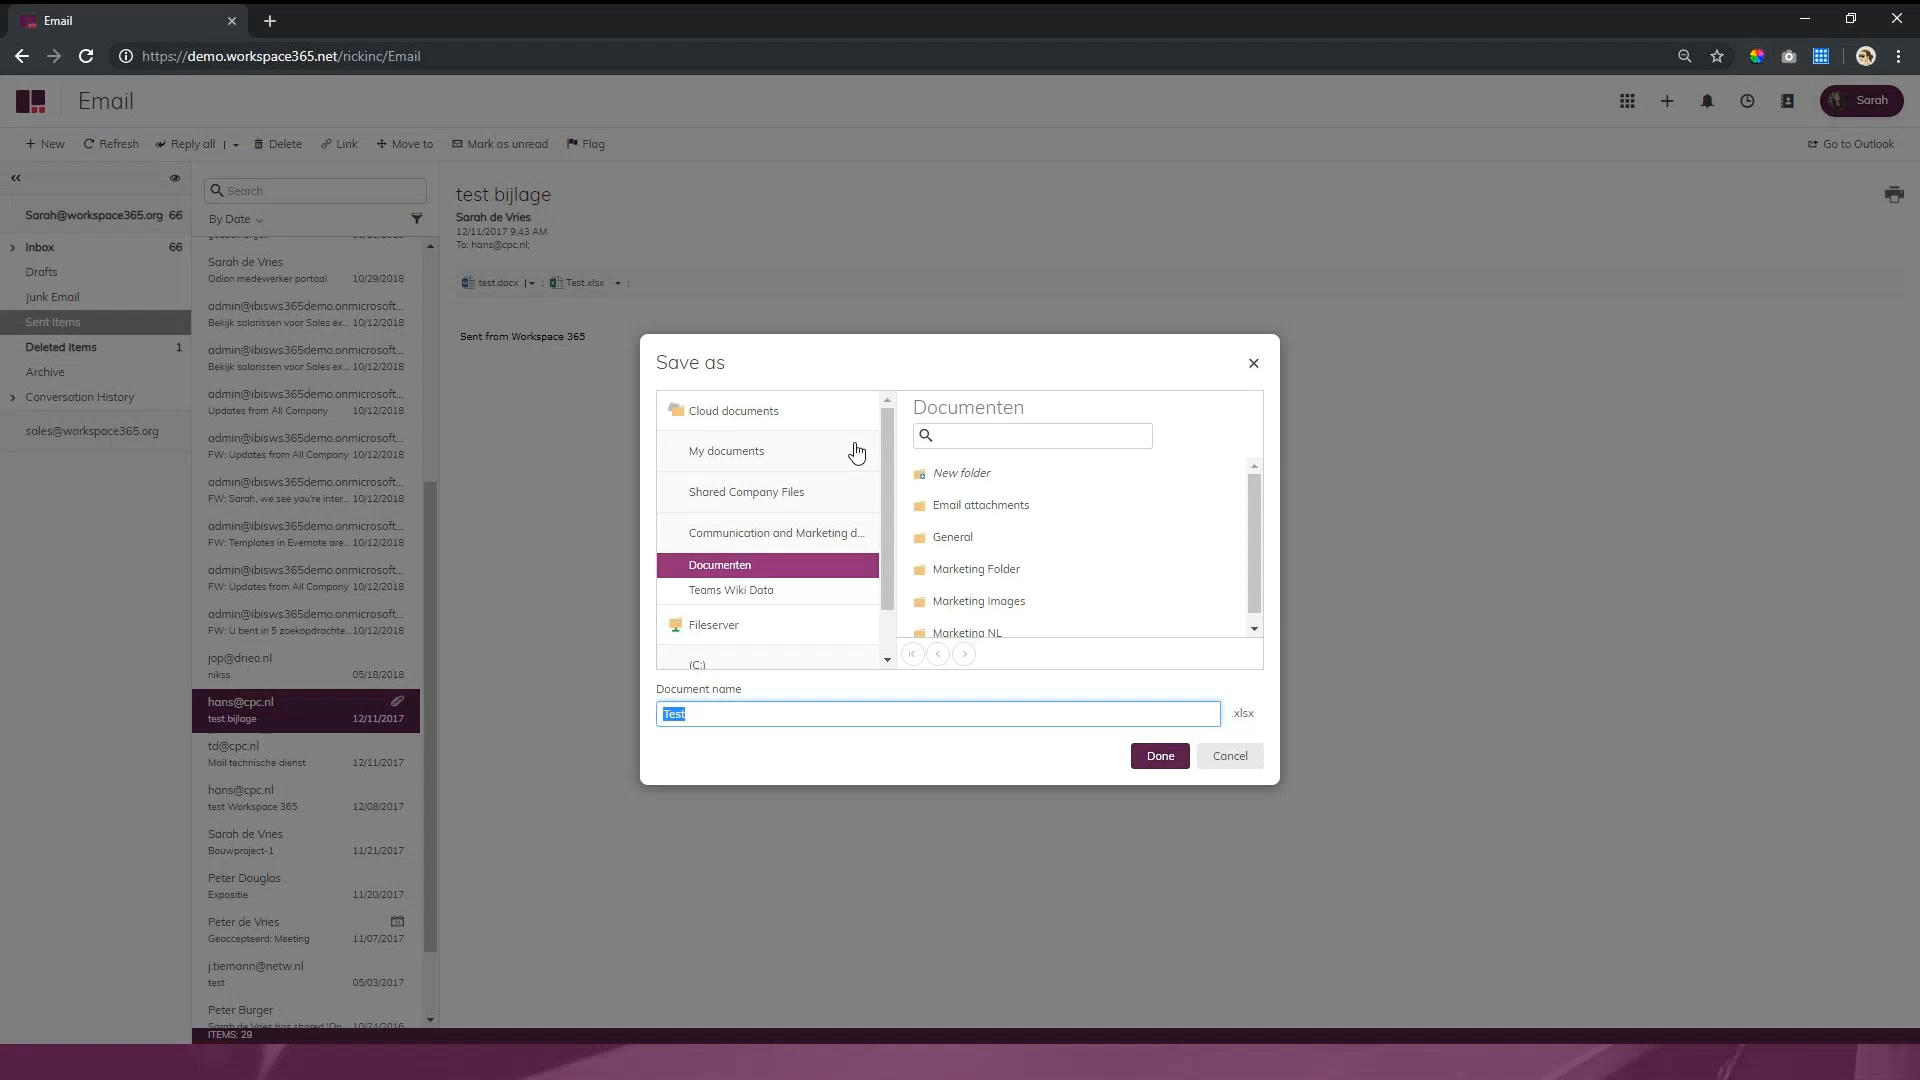 Email
https://demo.workspace365.net/rickinc/Email
Email
Sarah
New
Refresh
Reply all
Delete
Link
Move to
Mark as unread
Flag
Go to Outlook
Sarah@workspace365.org 66
Inbox 66
Drafts
Junk Email
Sent Items
Deleted Items 1
Archive
Conversation History
sales@workspace365.org
Search
By Date
Sarah de Vries
Odion medewerker portaal 10/29/2018
admin@ibisws365demo.onmicrosoft...
Bekijk salarissen voor Sales ex... 10/12/2018
admin@ibisws365demo.onmicrosoft...
Bekijk salarissen voor Sales ex... 10/12/2018
admin@ibisws365demo.onmicrosoft...
Updates from All Company 10/12/2018
admin@ibisws365demo.onmicrosoft...
FW: Updates from All Company 10/12/2018
admin@ibisws365demo.onmicrosoft...
FW: Sarah, we see you're inter... 10/12/2018
admin@ibisws365demo.onmicrosoft...
FW: Templates in Evernote are... 10/12/2018
admin@ibisws365demo.onmicrosoft...
FW: Updates from All Company 10/12/2018
admin@ibisws365demo.onmicrosoft...
FW: U bent in 5 zoekopdrachte... 10/12/2018
jop@drieo.nl
nikss 05/18/2018
hans@cpc.nl
test bijlage 12/11/2017
td@cpc.nl
Mail technische dienst 12/11/2017
hans@cpc.nl
test Workspace 365 12/08/2017
Sarah de Vries
Bouwproject-1 11/21/2017
Peter Douglas
Expositie 11/20/2017
Peter de Vries
Geaccepteerd: Meeting 11/07/2017
j.tiemann@netw.nl
test 05/03/2017
Peter Burger
Sarah de Vries has shared 'On... 10/24/2016
ITEMS: 29
test bijlage
Sarah de Vries
12/11/2017 9:43 AM
To: hans@cpc.nl;
test.docx | ; Test.xlsx ;
Sent from Workspace 365
Save as
Cloud documents
My documents
Shared Company Files
Communication and Marketing d...
Documenten
Teams Wiki Data
Fileserver
(C:)
Documenten
New folder
Email attachments
General
Marketing Folder
Marketing Images
Marketing NL
Document name
Test .xlsx
Done
Cancel